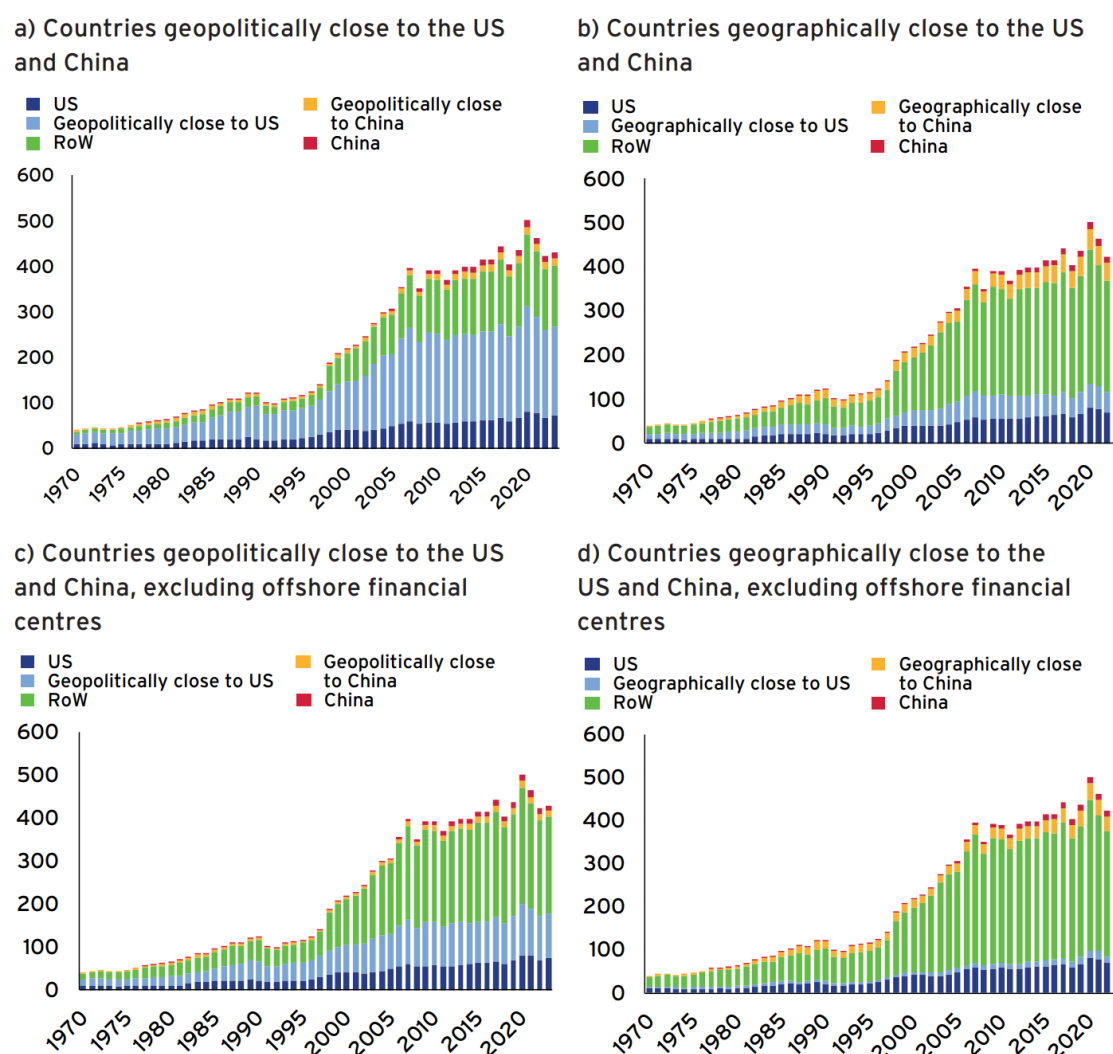 a) Countries geopolitically close to the US
and China
US
Geopolitically close to US
RoW
Geopolitically close
to China
China
600
500
400
300
200
100
0
1970
1975
1980
1985
1990
1995
2000
2005
2010
2015
2020
b) Countries geographically close to the US
and China
US
Geographically close to US
RoW
Geographically close
to China
China
600
500
400
300
200
100
0
1970
1975
1980
1985
1990
1995
2000
2005
2010
2015
2020
c) Countries geopolitically close to the US
and China, excluding offshore financial
centres
US
Geopolitically close to US
RoW
Geopolitically close
to China
China
600
500
400
300
200
100
0
1970
1975
1980
1985
1990
1995
2000
2005
2010
2015
2020
d) Countries geographically close to the
US and China, excluding offshore financial
centres
US
Geographically close to US
RoW
Geographically close
to China
China
600
500
400
300
200
100
0
1970
1975
1980
1985
1990
1995
2000
2005
2010
2015
2020